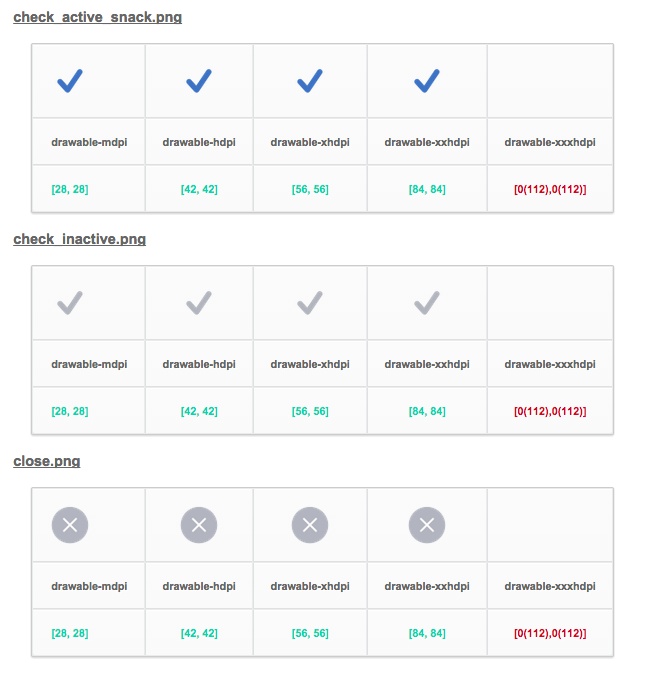 check_active_snack.png
drawable-mdpi drawable-hdpi drawable-xhdpi drawable-xxhdpi drawable-xxxhdpi
[28, 28] [42, 42] [56, 56] [84, 84] [0(112),0(112)]
check_inactive.png
drawable-mdpi drawable-hdpi drawable-xhdpi drawable-xxhdpi drawable-xxxhdpi
[28, 28] [42, 42] [56, 56] [84, 84] [0(112),0(112)]
close.png
drawable-mdpi drawable-hdpi drawable-xhdpi drawable-xxhdpi drawable-xxxhdpi
[28, 28] [42, 42] [56, 56] [84, 84] [0(112),0(112)]